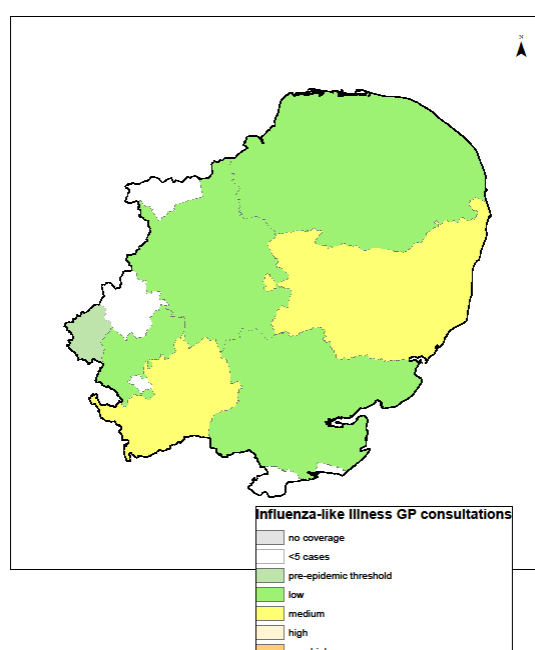 N
Influenza-like Illness GP consultations
no coverage
<5 cases
pre-epidemic threshold
low
medium
high